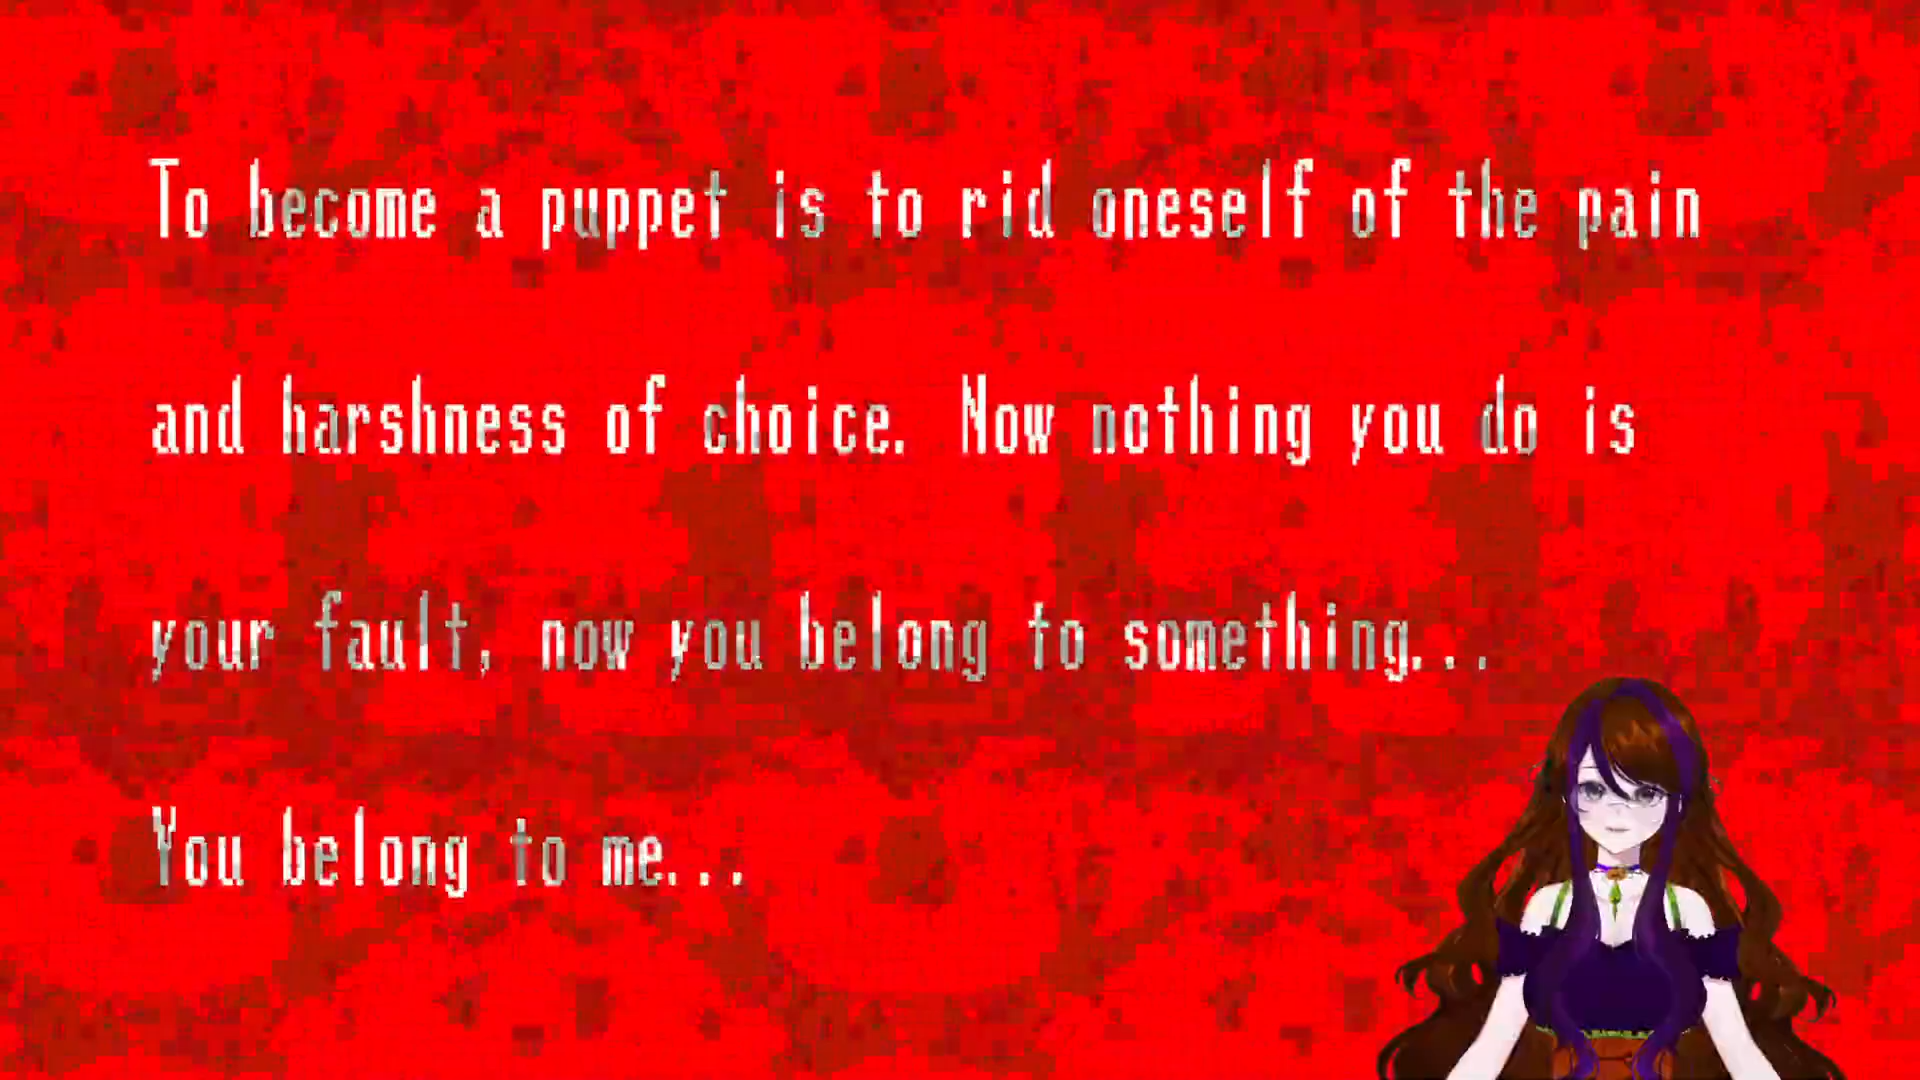 To become a puppet is to rid oneself of the pain
and harshness of choice. Now nothing you do is
your fault, now you belong to something...
You belong to me...